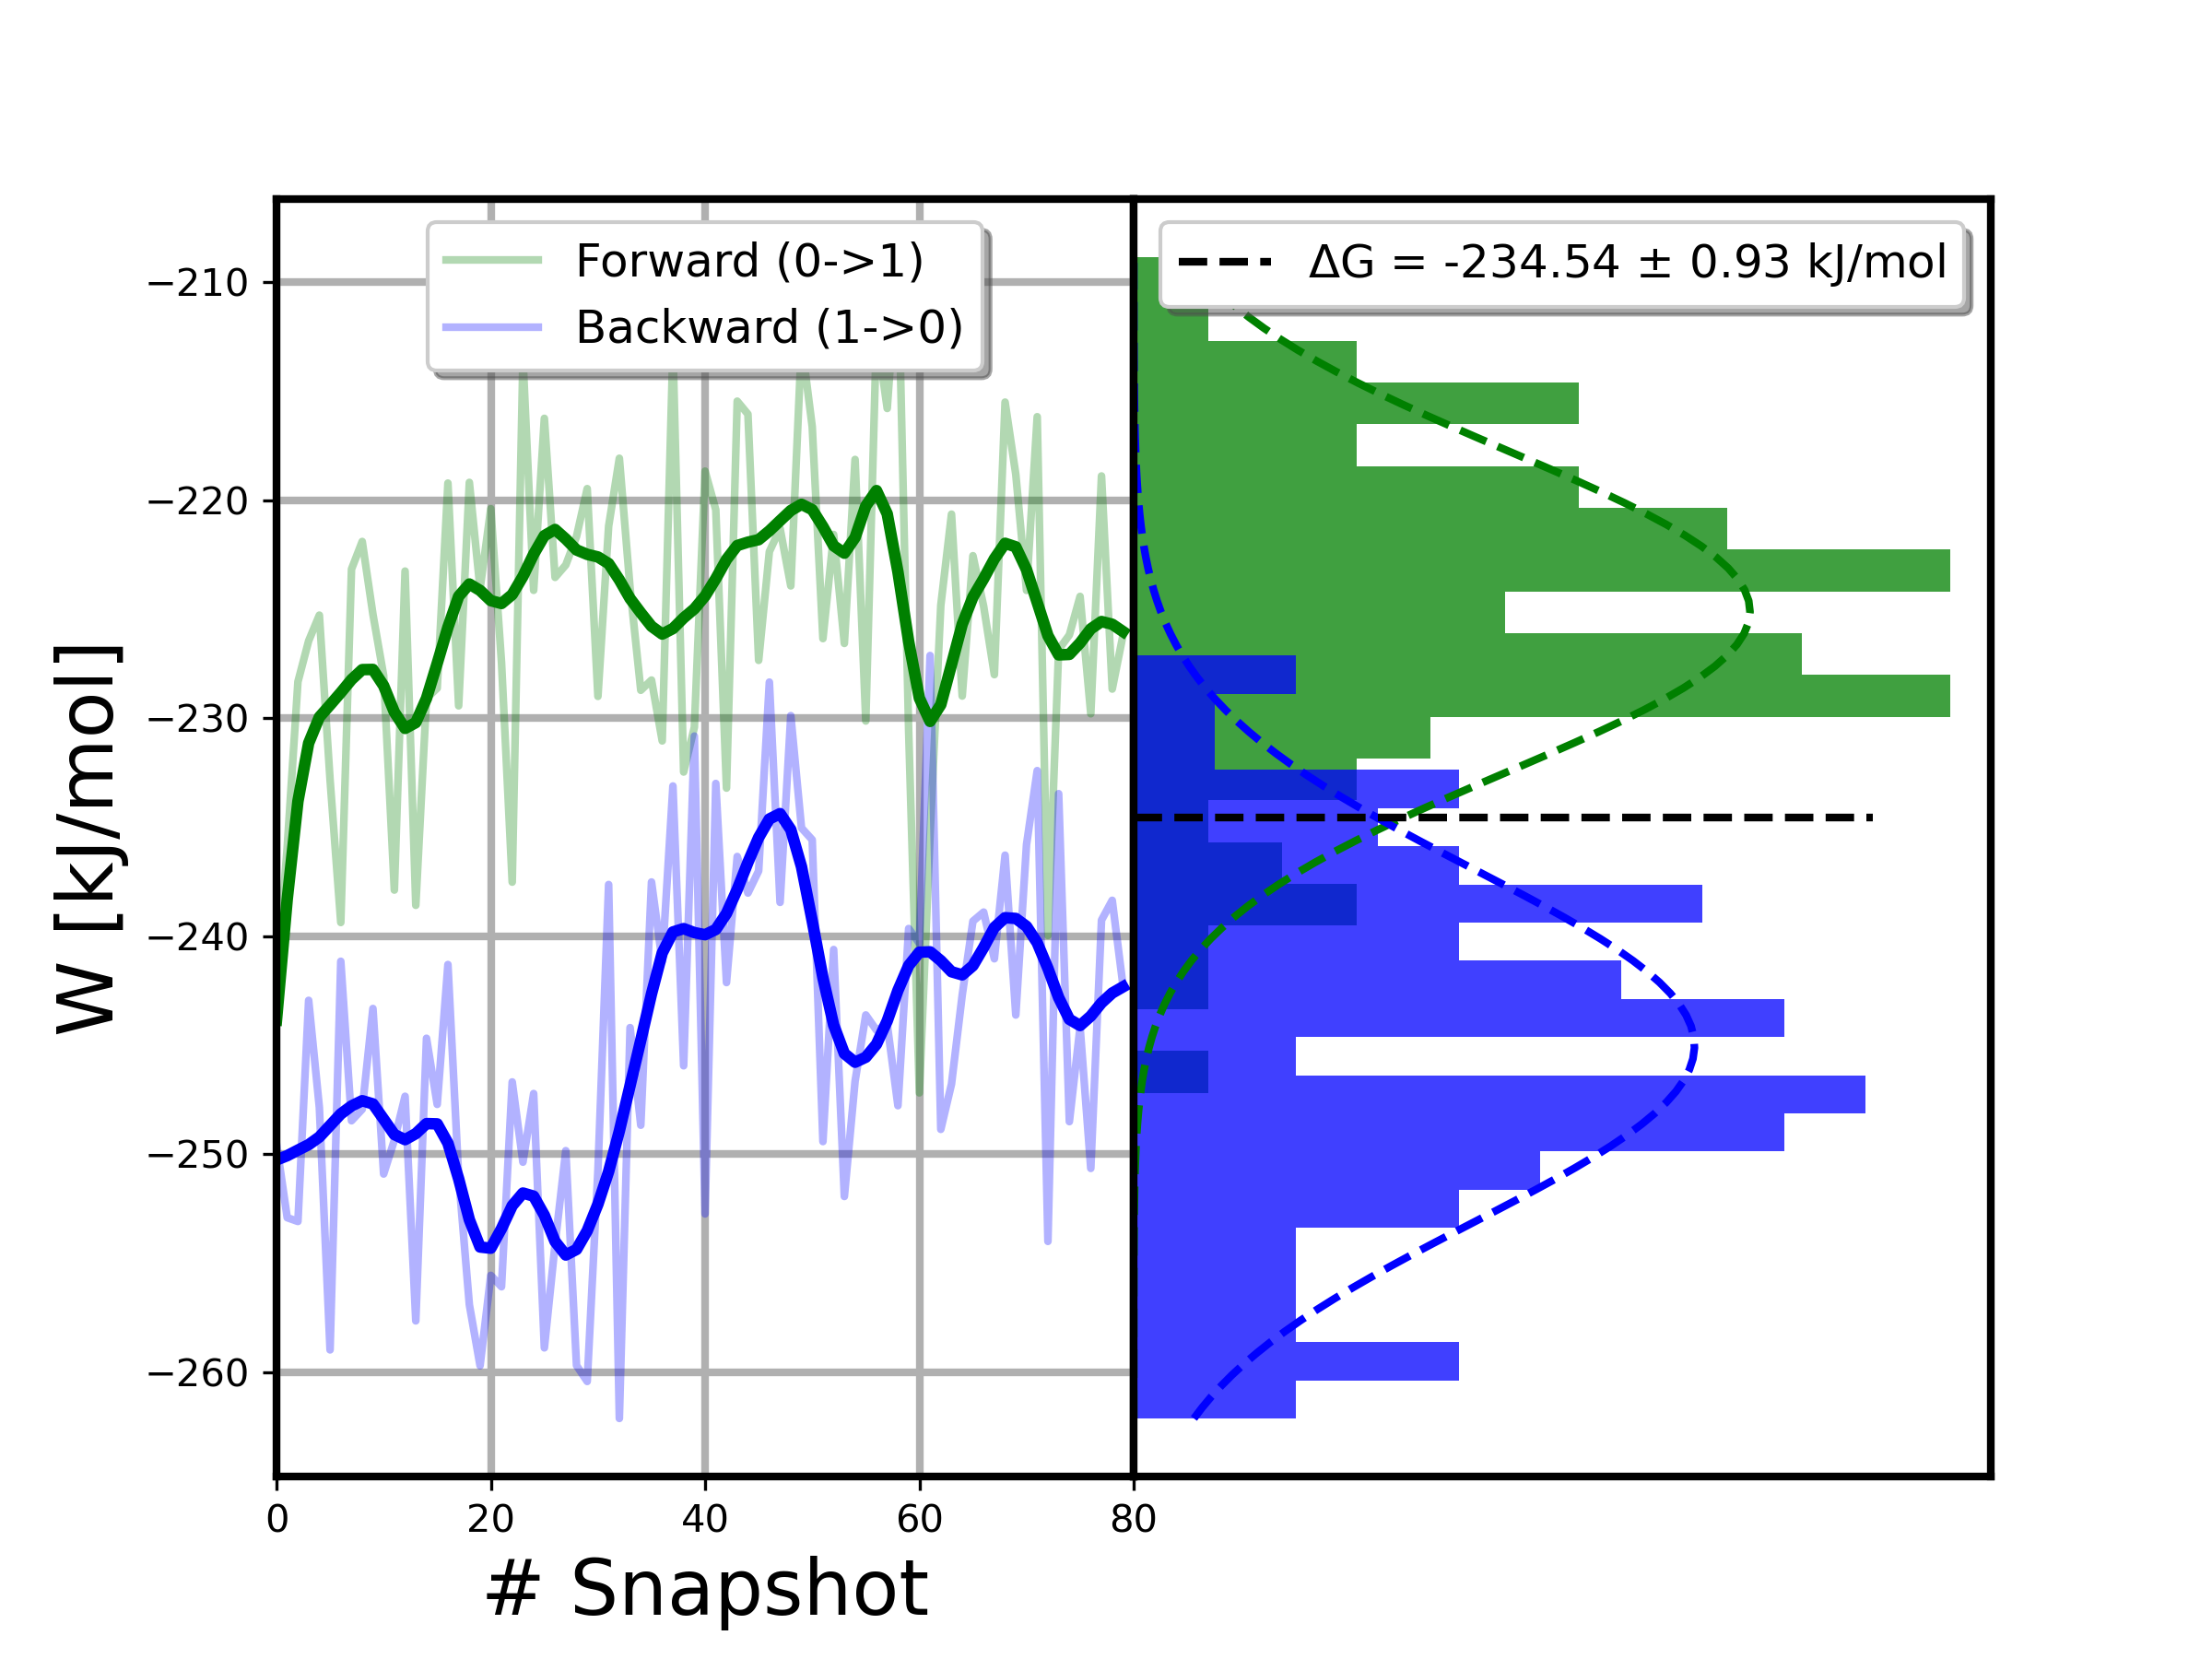 Forward (0->1)
Backward (1->0)
ΔG = -234.54 ± 0.93 kJ/mol
−210
−220
−230
−240
−250
−260
W [kJ/mol]
0 20 40 60 80
# Snapshot